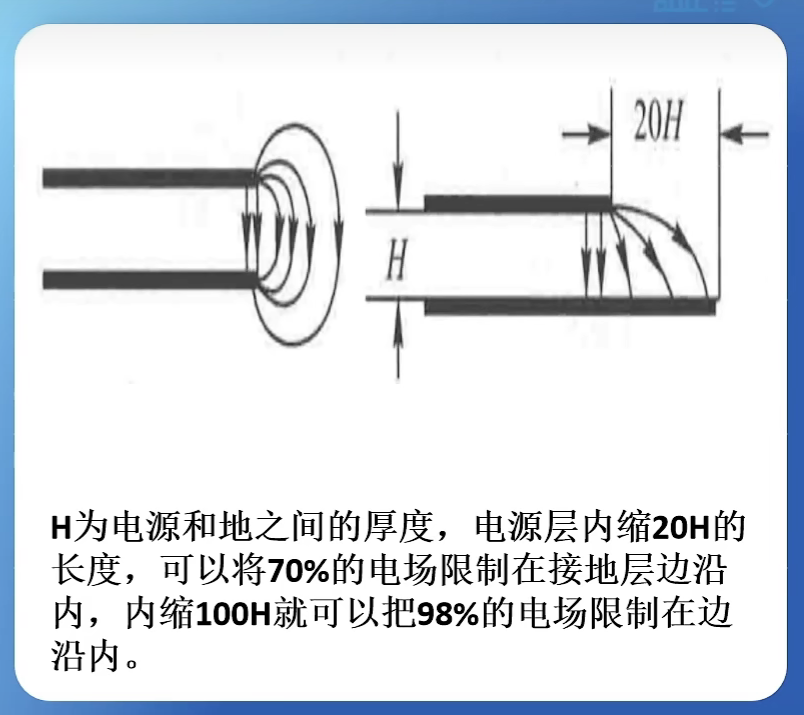 20H
H
H为电源和地之间的厚度，电源层内缩20H的
长度，可以将70%的电场限制在接地层边沿
内，内缩100H就可以把98%的电场限制在边
沿内。